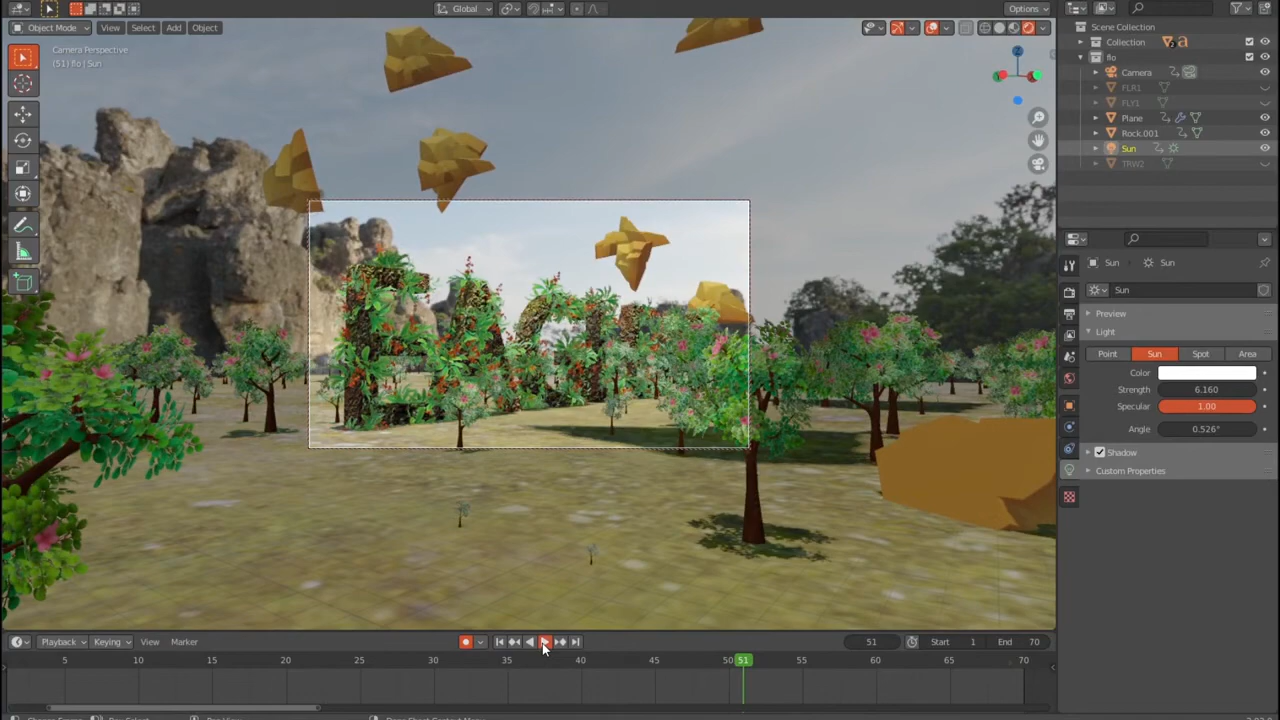 Global
Options
Object Mode
View
Select
Add
Object
Camera Perspective
(51) flo | Sun
Scene Collection
Collection
flo
Camera
FLR1
FLY1
Plane
Rock.001
Sun
TRW2
Sun
Sun
Sun
Preview
Light
Point
Sun
Spot
Area
Color
Strength 6.160
Specular 1.00
Angle 0.526°
Shadow
Custom Properties
Playback
Keying
View
Marker
51
Start 1
End 70
5 10 15 20 25 30 35 40 45 50 51 55 60 65 70